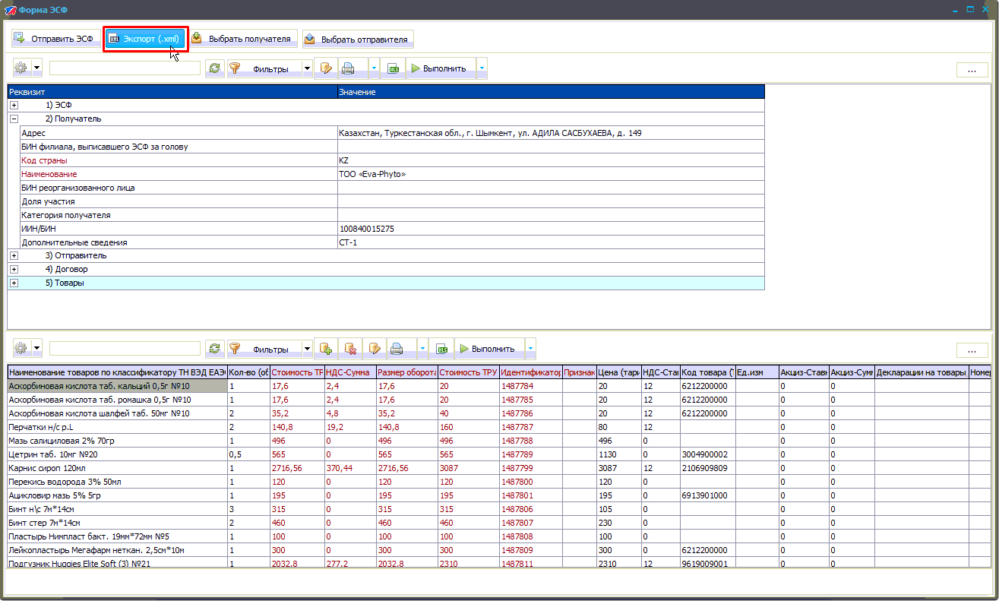 Форма ЭСФ
Отправить ЭСФ Экспорт (.xml) Выбрать получателя Выбрать отправителя
Фильтры XLS Выполнить ...
Реквизит Значение
1) ЭСФ
2) Получатель
Адрес Казахстан, Туркестанская обл., г. Шымкент, ул. АДИЛА САСБУХАЕВА, д. 149
БИН филиала, выписавшего ЭСФ за голову
Код страны KZ
Наименование ТОО «Eva-Phyto»
БИН реорганизованного лица
Доля участия
Категория получателя
ИИН/БИН 100840015275
Дополнительные сведения СТ-1
3) Отправитель
4) Договор
5) Товары
Фильтры XLS Выполнить ...
Наименование товаров по классификатору ТН ВЭД ЕАЭС Кол-во (об Стоимость ТР НДС-Сумма Размер оборота Стоимость ТРУ Идентификатор Признак Цена (тари НДС-Став Код товара (Т Ед.изм Акциз-Ставк Акциз-Сумм Декларации на товары, Номер
Аскорбиновая кислота таб. кальций 0,5г №10 1 17,6 2,4 17,6 20 1487784 20 12 6212200000 0 0
Аскорбиновая кислота таб. ромашка 0,5г №10 1 17,6 2,4 17,6 20 1487785 20 12 6212200000 0 0
Аскорбиновая кислота шалфей таб. 50мг №10 2 35,2 4,8 35,2 40 1487786 20 12 6212200000 0 0
Перчатки н/с р.L 2 140,8 19,2 140,8 160 1487787 80 12 0 0
Мазь салициловая 2% 70гр 1 496 0 496 496 1487788 496 0 0 0
Цетрин таб. 10мг №20 0,5 565 0 565 565 1487789 1130 0 3004900002 0 0
Карнис сироп 120мл 1 2716,56 370,44 2716,56 3087 1487799 3087 12 2106909809 0 0
Перекись водорода 3% 50мл 1 120 0 120 120 1487800 120 0 0 0
Ацикловир мазь 5% 5гр 1 195 0 195 195 1487801 195 0 6913901000 0 0
Бинт н\с 7м*14см 3 315 0 315 315 1487806 105 0 0 0
Бинт стер 7м*14см 2 460 0 460 460 1487807 230 0 0 0
Пластырь Нимпласт бакт. 19мм*72мм №5 1 100 0 100 100 1487808 100 0 0 0
Лейкопластырь Мегафарм неткан. 2,5см*10м 1 300 0 300 300 1487809 300 0 6212200000 0 0
Подгузник Huggies Elite Soft (3) №21 1 2032,8 277,2 2032,8 2310 1487811 2310 12 9619009001 0 0